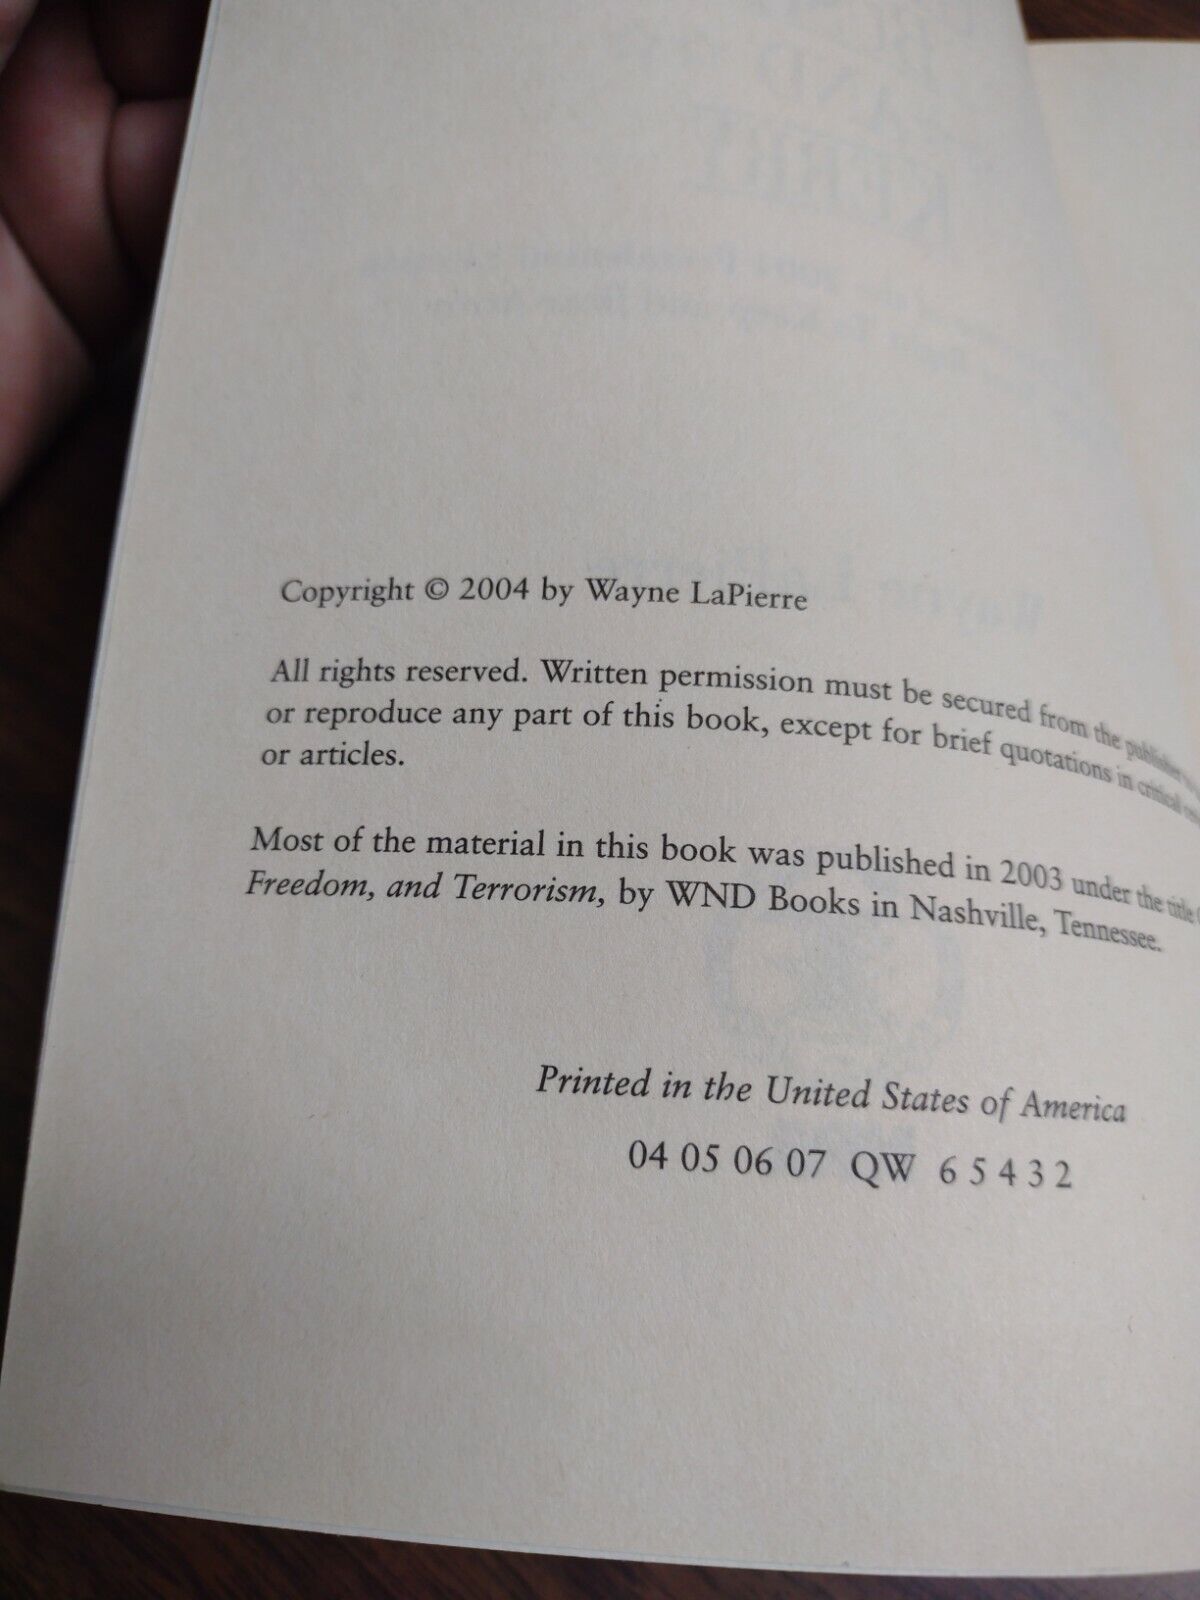 Copyright © 2004 by Wayne LaPierre
All rights reserved. Written permission must be secured from the publisher to
or reproduce any part of this book, except for brief quotations in critical
or articles.
Most of the material in this book was published in 2003 under the title
Freedom, and Terrorism, by WND Books in Nashville, Tennessee.
Printed in the United States of America
04 05 06 07 QW 6 5 4 3 2